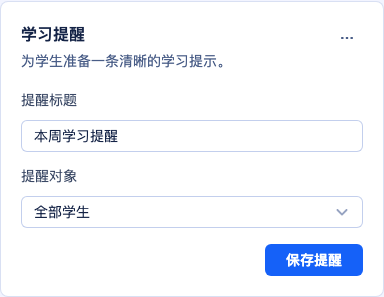 学习提醒
...
为学生准备一条清晰的学习提示。
提醒标题
本周学习提醒
提醒对象
全部学生
保存提醒